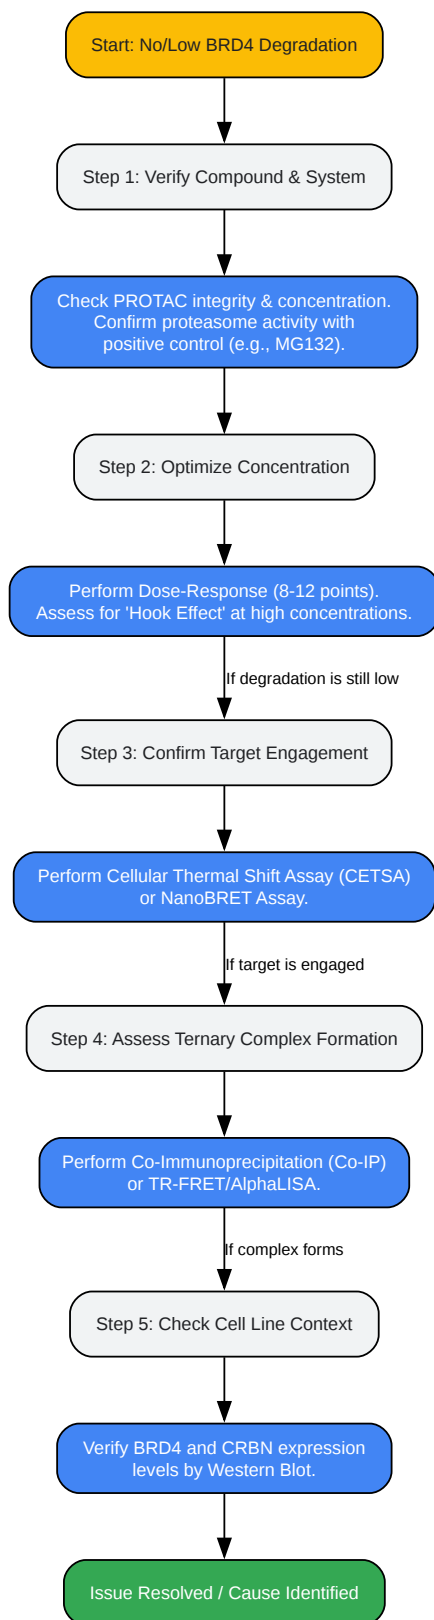 Start: No/Low BRD4 Degradation
Step 1: Verify Compound & System
Check PROTAC integrity & concentration.
Confirm proteasome activity with
positive control (e.g., MG132).
Step 2: Optimize Concentration
Perform Dose-Response (8-12 points).
Assess for 'Hook Effect' at high concentrations.
If degradation is still low
Step 3: Confirm Target Engagement
Perform Cellular Thermal Shift Assay (CETSA)
or NanoBRET Assay.
If target is engaged
Step 4: Assess Ternary Complex Formation
Perform Co-Immunoprecipitation (Co-IP)
or TR-FRET/AlphaLISA.
If complex forms
Step 5: Check Cell Line Context
Verify BRD4 and CRBN expression
levels by Western Blot.
Issue Resolved / Cause Identified